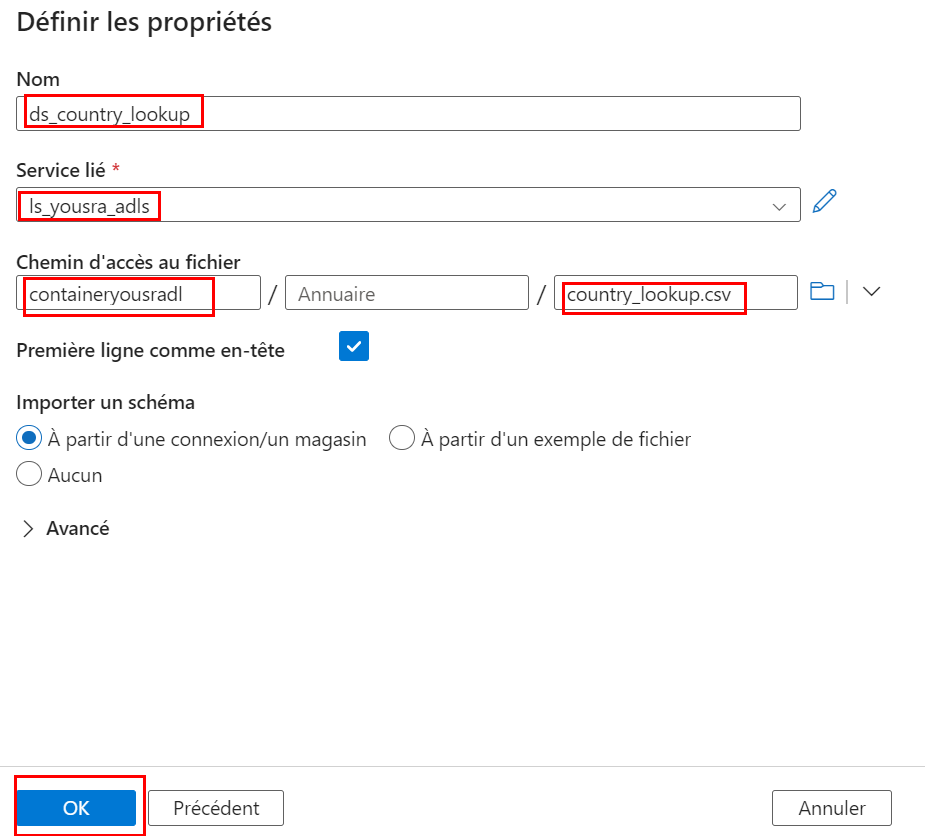 Définir les propriétés
Nom
ds_country_lookup
Service lié *
ls_yousra_adls
Chemin d'accès au fichier
containeryousradl / Annuaire / country_lookup.csv
Première ligne comme en-tête
Importer un schéma
À partir d'une connexion/un magasin À partir d'un exemple de fichier
Aucun
Avancé
OK Précédent Annuler